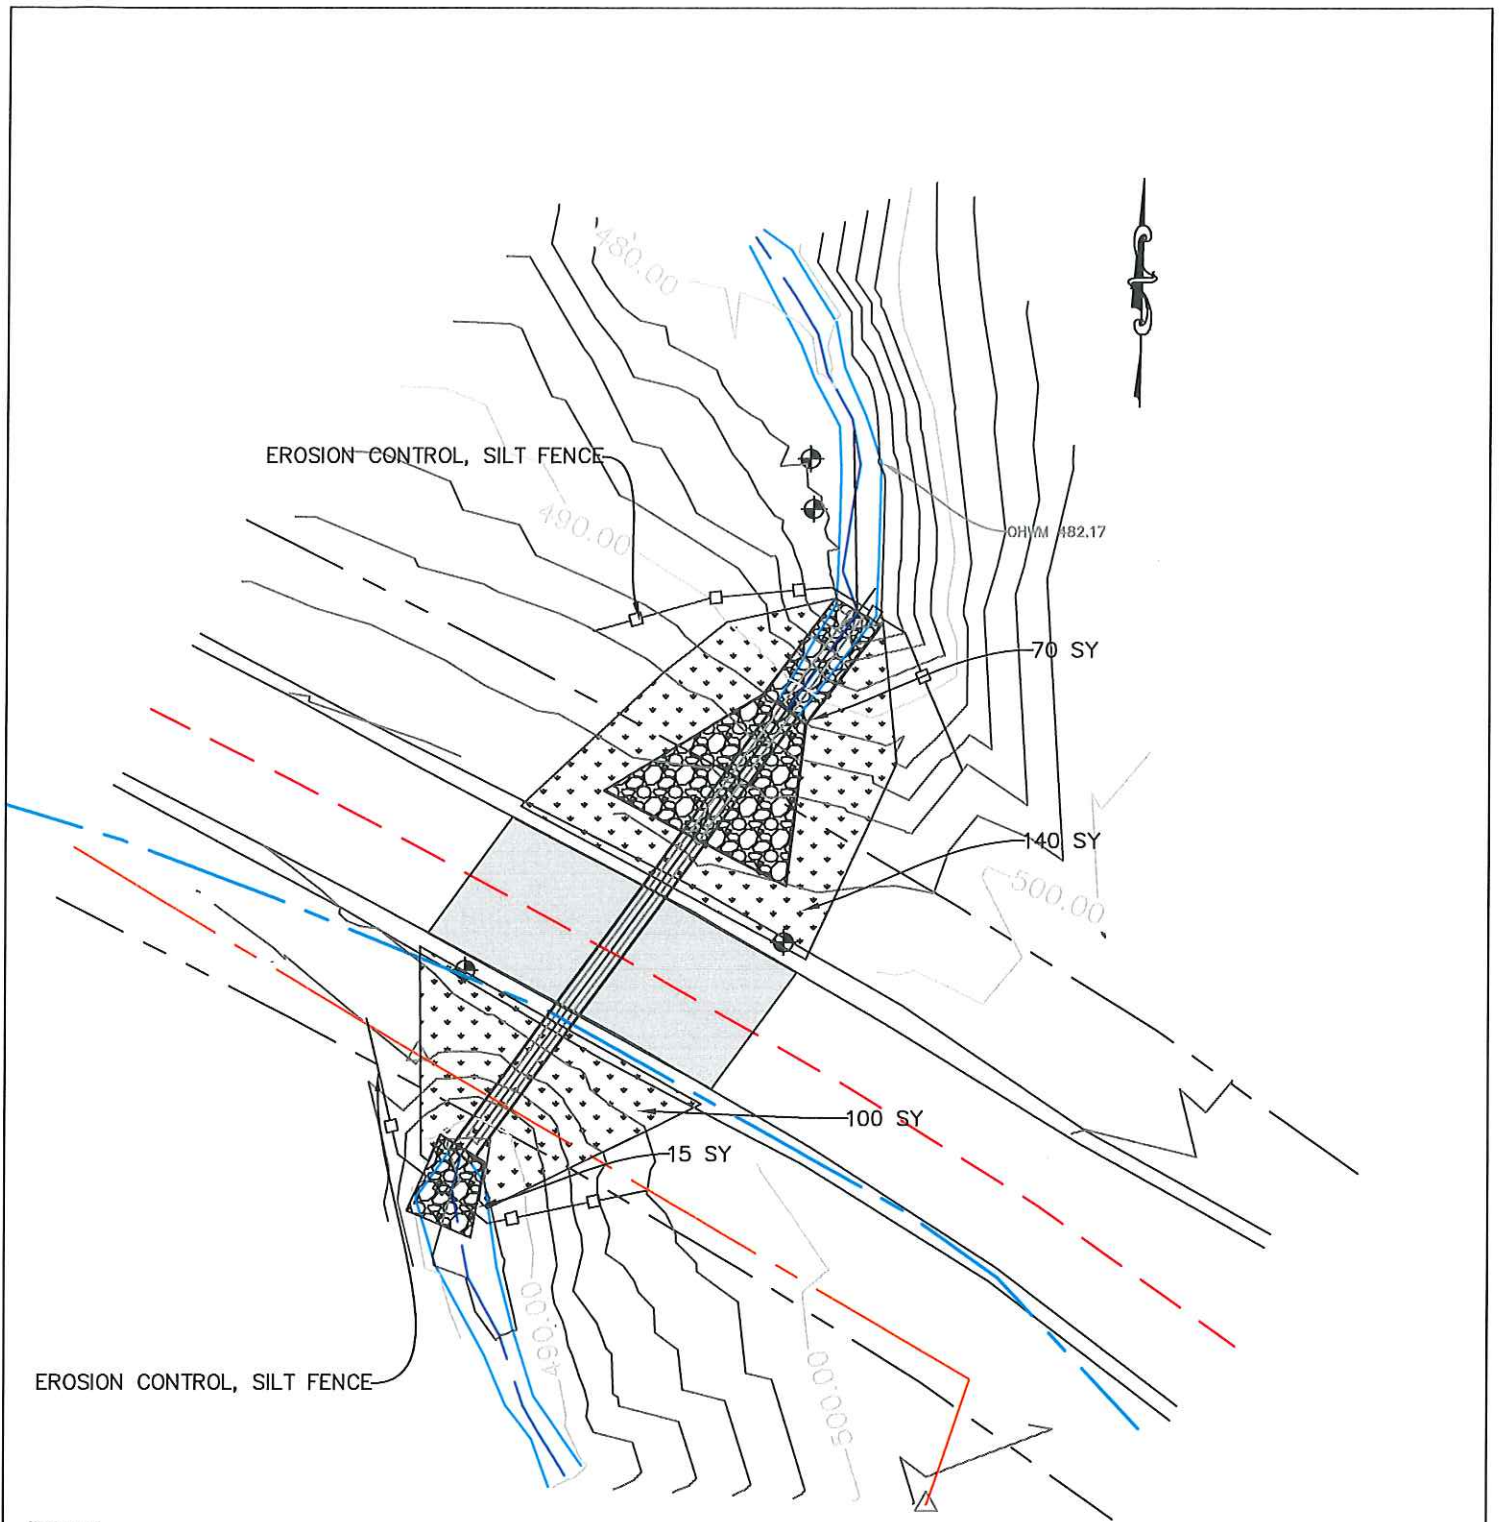 480.00
EROSION CONTROL, SILT FENCE
490.00
OHWM 482.17
70 SY
140 SY
500.00
100 SY
15 SY
490.00
500.00
EROSION CONTROL, SILT FENCE